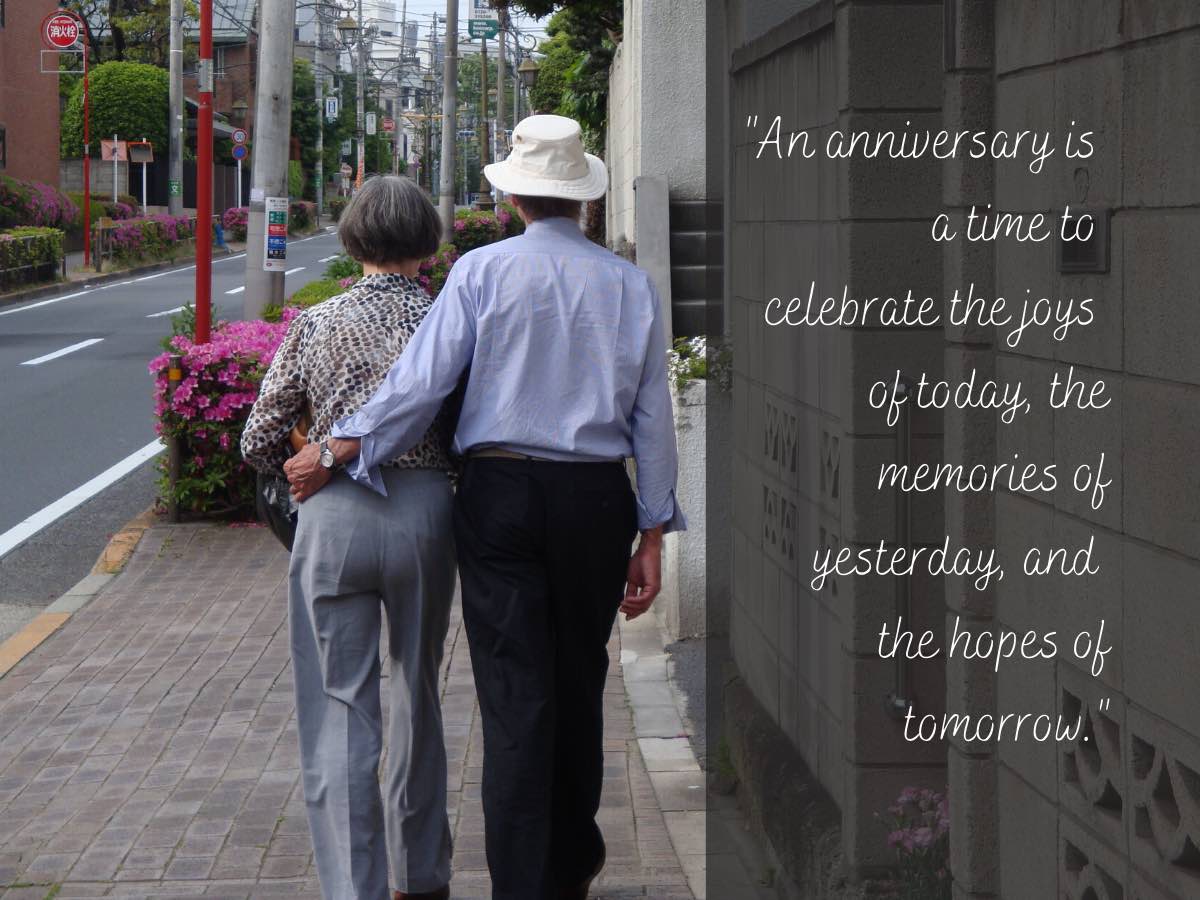 消火栓
"An anniversary is
a time to
celebrate the joys
of today, the
memories of
yesterday, and
the hopes of
tomorrow."